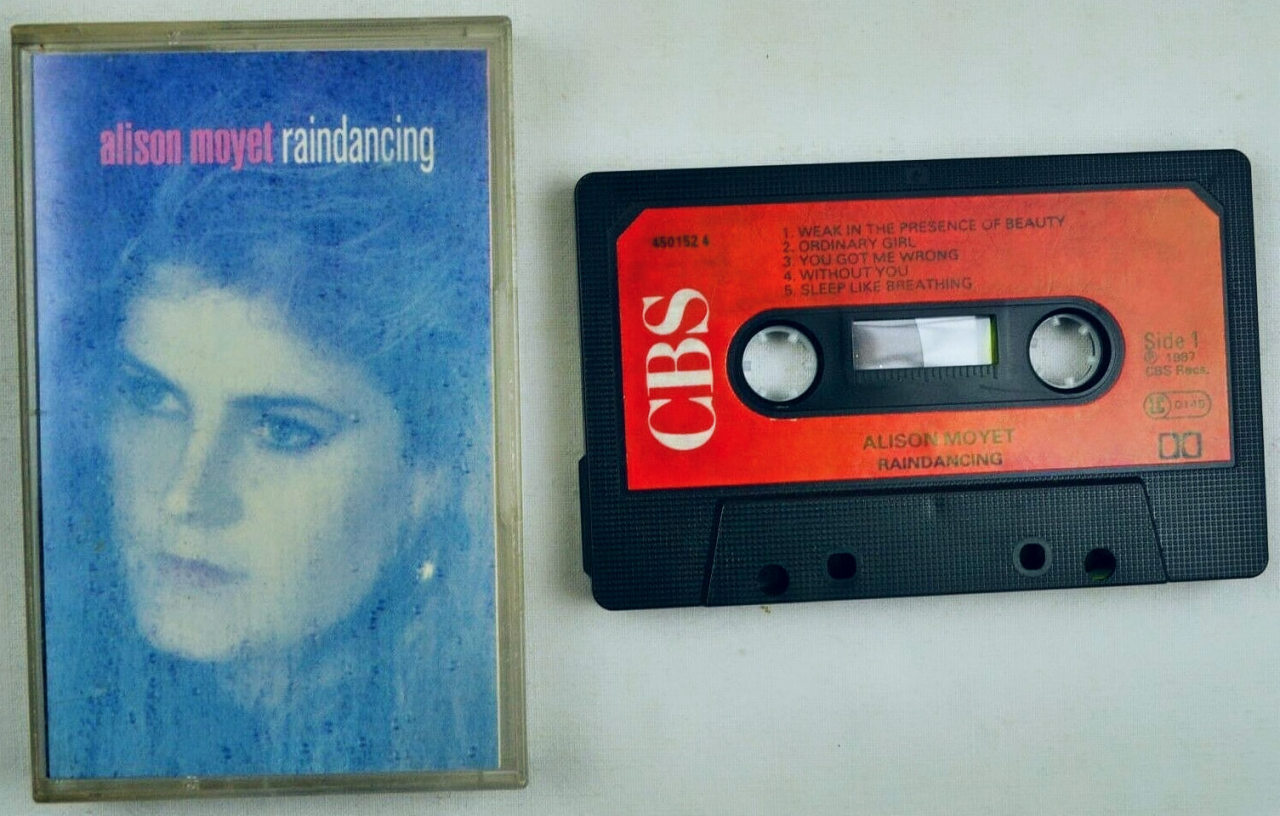 alison moyet raindancing
450152 4
1. WEAK IN THE PRESENCE OF BEAUTY
2. ORDINARY GIRL
3. YOU GOT ME WRONG
4. WITHOUT YOU
5. SLEEP LIKE BREATHING
CBS
Side 1
℗ 1987
CBS Recs.
ALISON MOYET
RAINDANCING